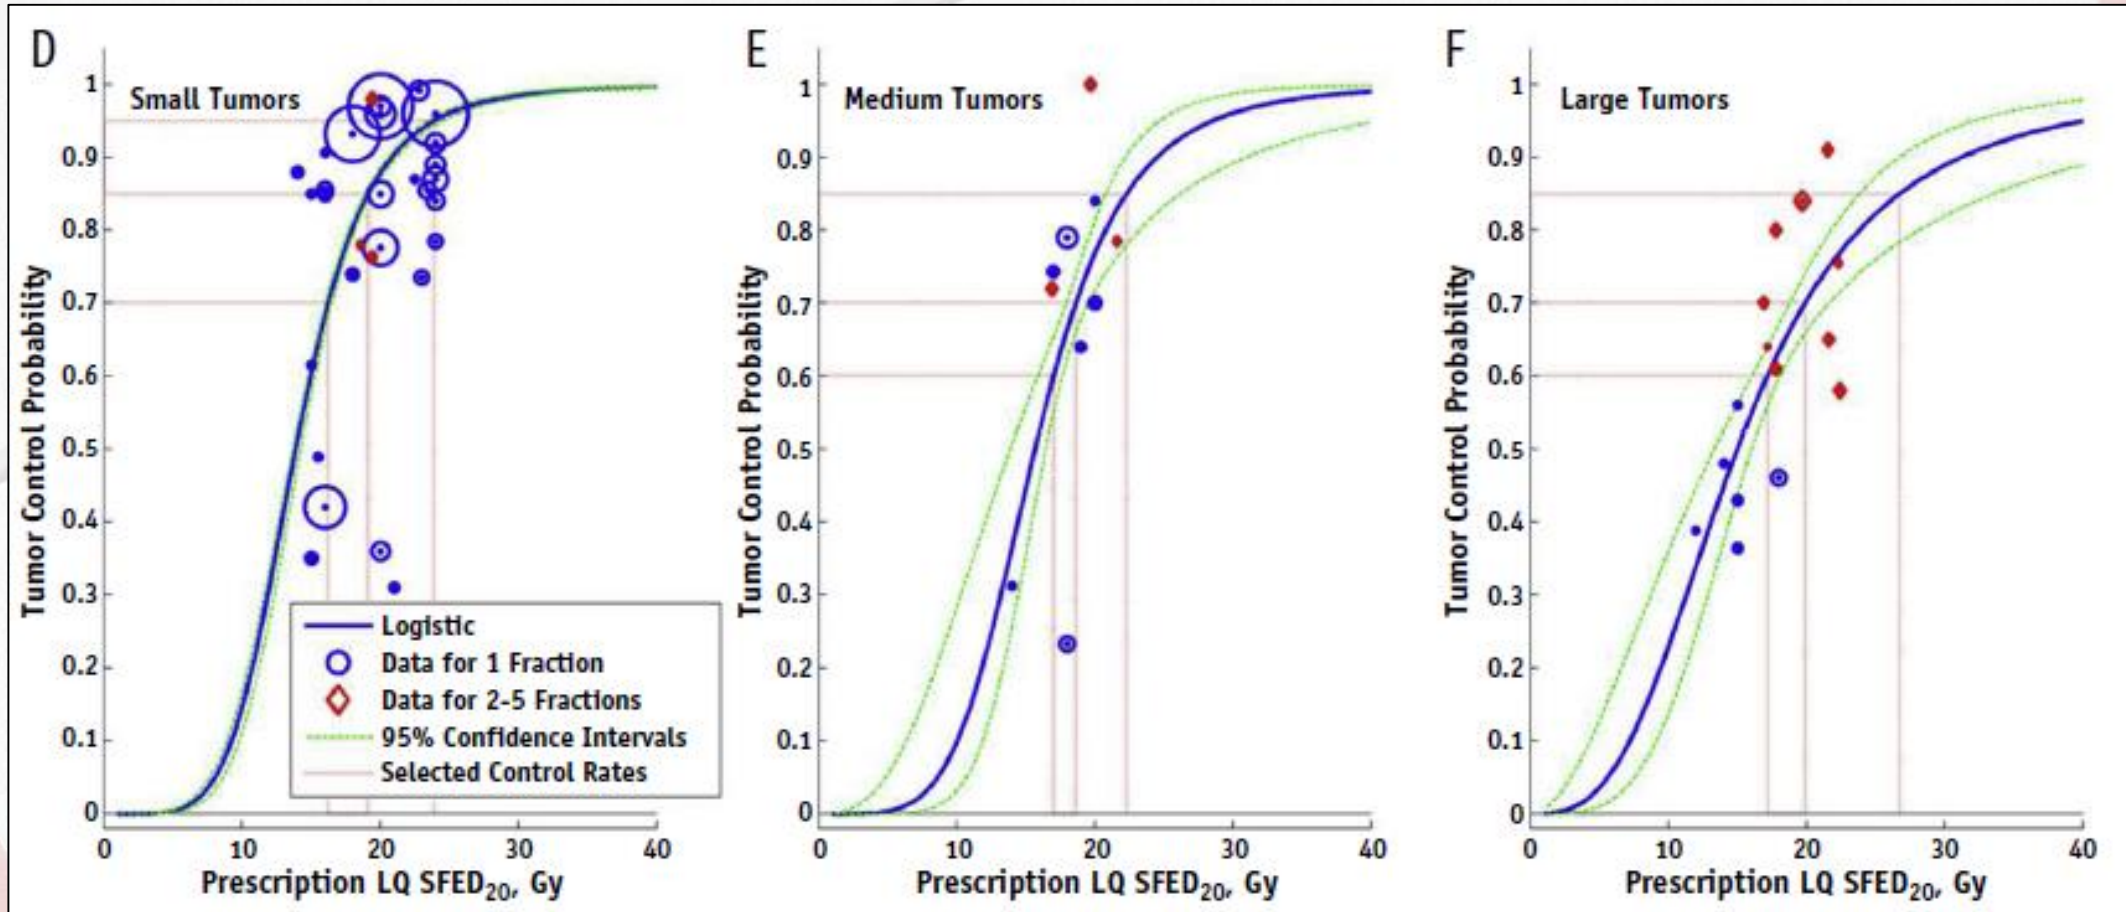 D
Small Tumors
Tumor Control Probability
1
0.9
0.8
0.7
0.6
0.5
0.4
0.3
0.2
0.1
0
0 10 20 30 40
Prescription LQ SFED20, Gy
Logistic
Data for 1 Fraction
Data for 2-5 Fractions
95% Confidence Intervals
Selected Control Rates
E
Medium Tumors
Tumor Control Probability
1
0.9
0.8
0.7
0.6
0.5
0.4
0.3
0.2
0.1
0
0 10 20 30 40
Prescription LQ SFED20, Gy
F
Large Tumors
Tumor Control Probability
1
0.9
0.8
0.7
0.6
0.5
0.4
0.3
0.2
0.1
0
0 10 20 30 40
Prescription LQ SFED20, Gy